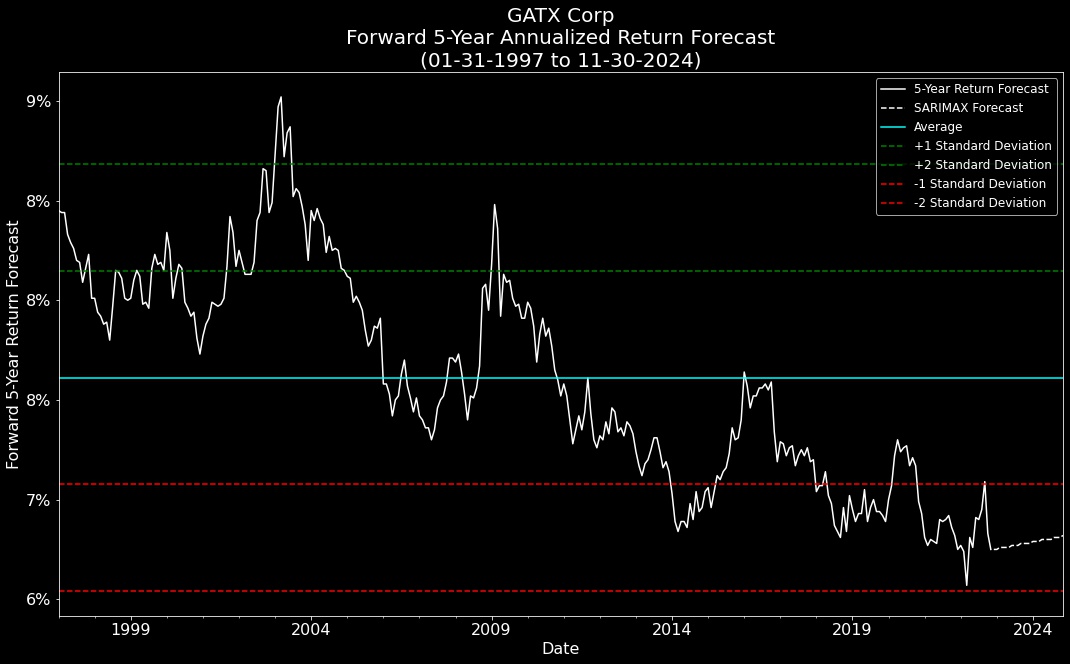 GATX Corp
Forward 5-Year Annualized Return Forecast
(01-31-1997 to 11-30-2024)
5-Year Return Forecast
SARIMAX Forecast
Average
+1 Standard Deviation
+2 Standard Deviation
-1 Standard Deviation
-2 Standard Deviation
Forward 5-Year Return Forecast
9%
8%
8%
8%
7%
6%
1999
2004
2009
2014
2019
2024
Date